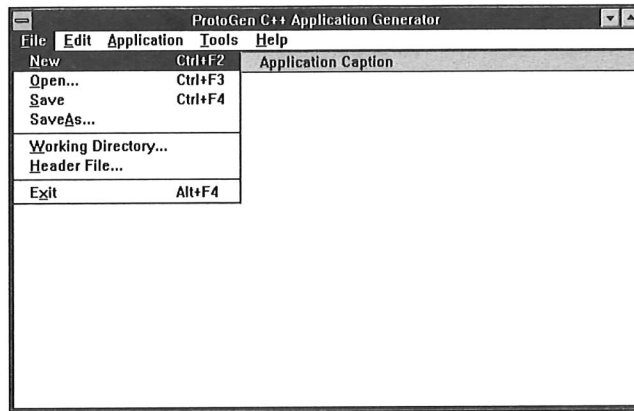 ProtoGen C++ Application Generator
File Edit Application Tools Help
New Ctrl+F2
Application Caption
Open... Ctrl+F3
Save Ctrl+F4
SaveAs...
Working Directory...
Header File...
Exit Alt+F4